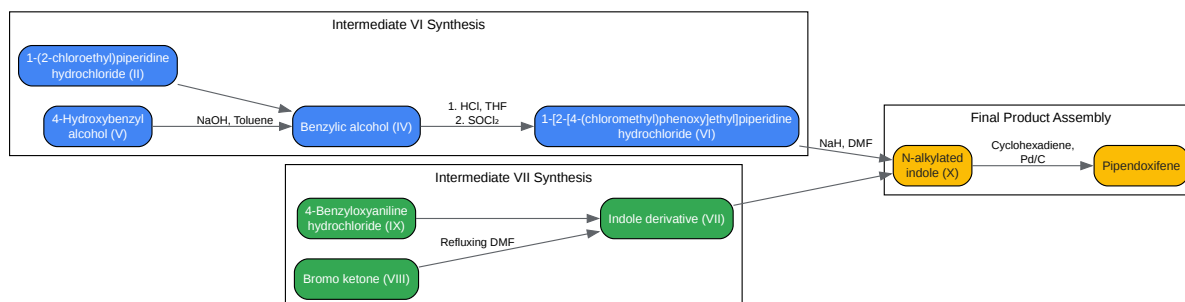 Intermediate VI Synthesis
1-(2-chloroethyl)piperidine
hydrochloride (II)
4-Hydroxybenzyl
alcohol (V)
NaOH, Toluene
Benzylic alcohol (IV)
1. HCl, THF
2. SOCl₂
1-[2-[4-(chloromethyl)phenoxy]ethyl]piperidine
hydrochloride (VI)
Intermediate VII Synthesis
4-Benzyloxyaniline
hydrochloride (IX)
Refluxing DMF
Bromo ketone (VIII)
Indole derivative (VII)
NaH, DMF
Final Product Assembly
N-alkylated
indole (X)
Cyclohexadiene,
Pd/C
Pipendoxifene